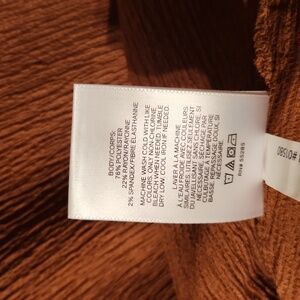 BODY/CORPS:
76% POLYESTER
22% RAYON/RAYONNE
2% SPANDEX/FIBRE ELASTHANNE
MACHINE WASH COLD WITH LIKE
COLORS, ONLY NON-CHLORINE
BLEACH WHEN NEEDED, TUMBLE
DRY LOW, COOL IRON IF NEEDED.
LAVER À LA MACHINE
À L'EAU FROIDE AVEC COULEURS
SIMILAIRES UTILISEZ SEULEMENT
DU JAVELLISANT SANS CHLORE, SI
NÉCESSAIRE. SÉCHAGE PAR
CULBUTAGE À TEMPÉRATURE
BASSE. REPASSAGE DOUX, SI
NÉCESSAIRE.
RN# 55285